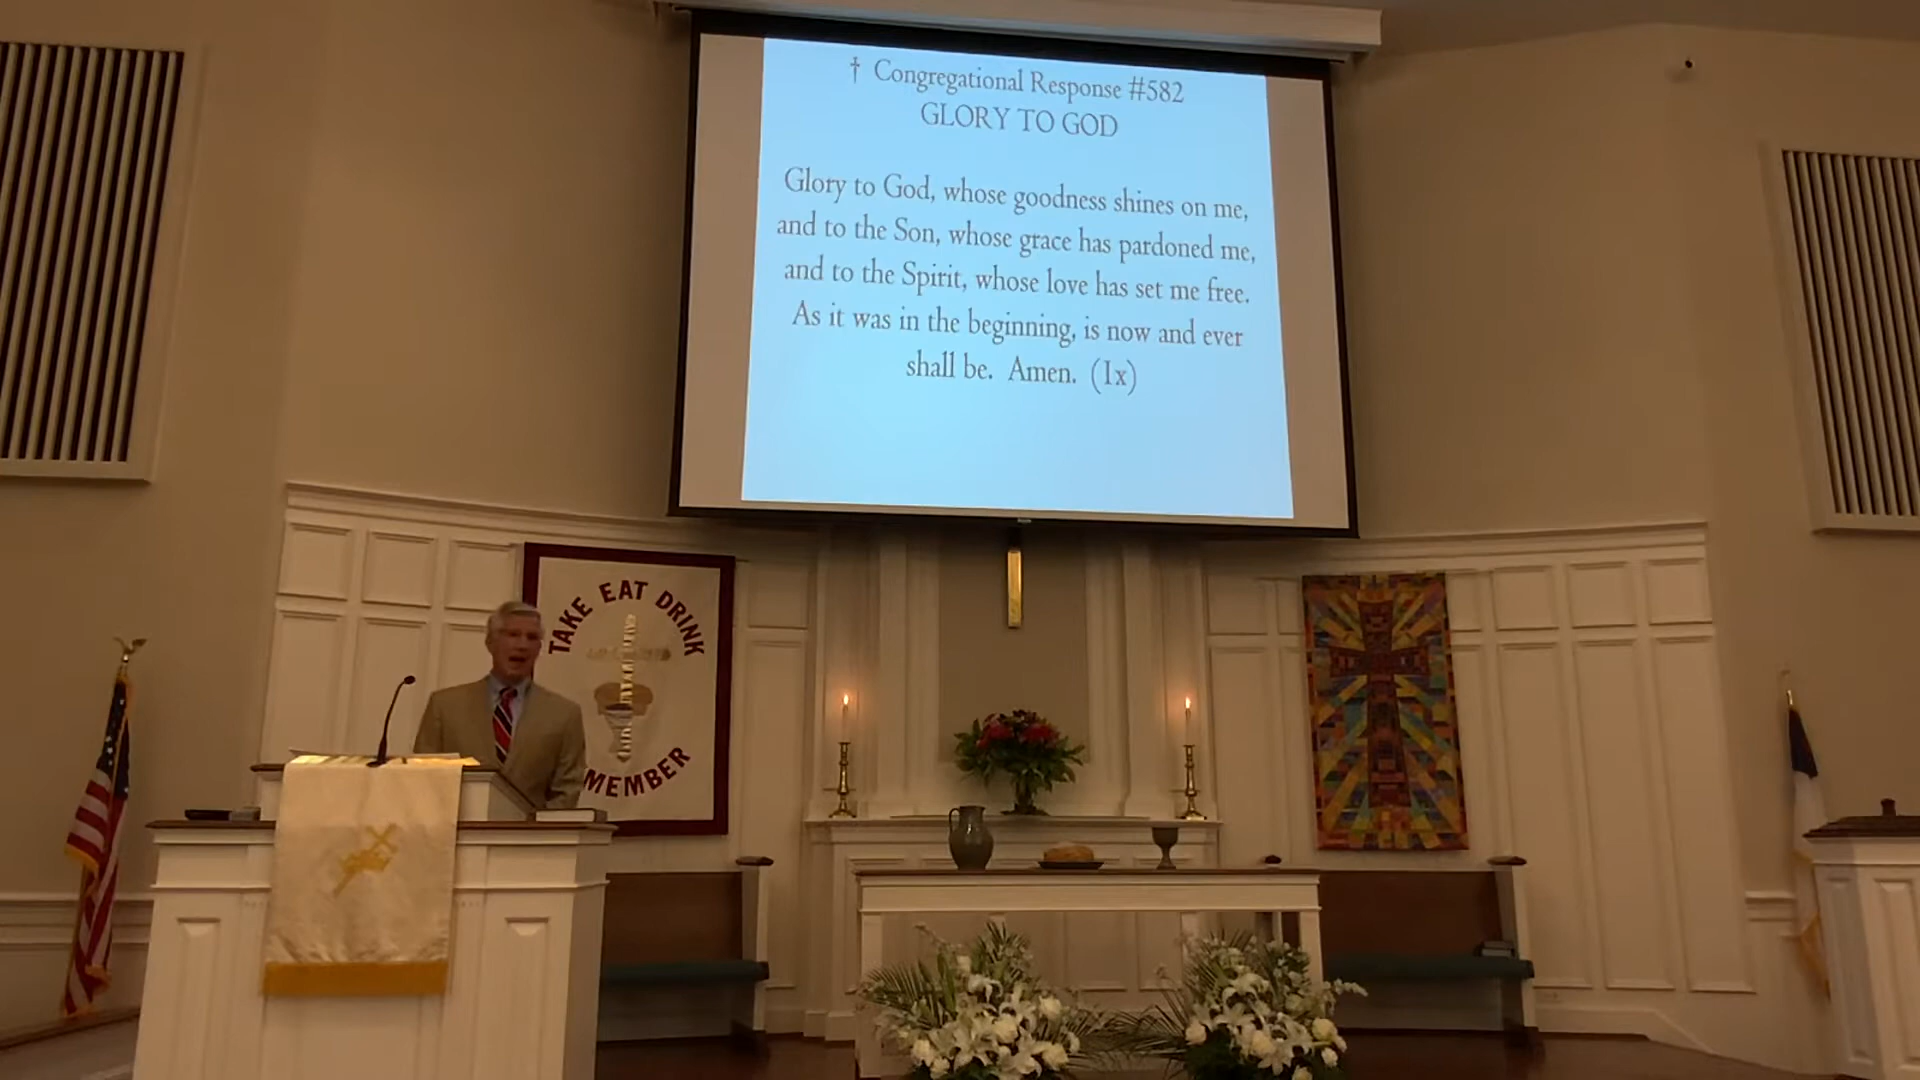 † Congregational Response #582
GLORY TO GOD
Glory to God, whose goodness shines on me,
and to the Son, whose grace has pardoned me,
and to the Spirit, whose love has set me free.
As it was in the beginning, is now and ever
shall be. Amen. (1x)
TAKE EAT DRINK
MEMBER